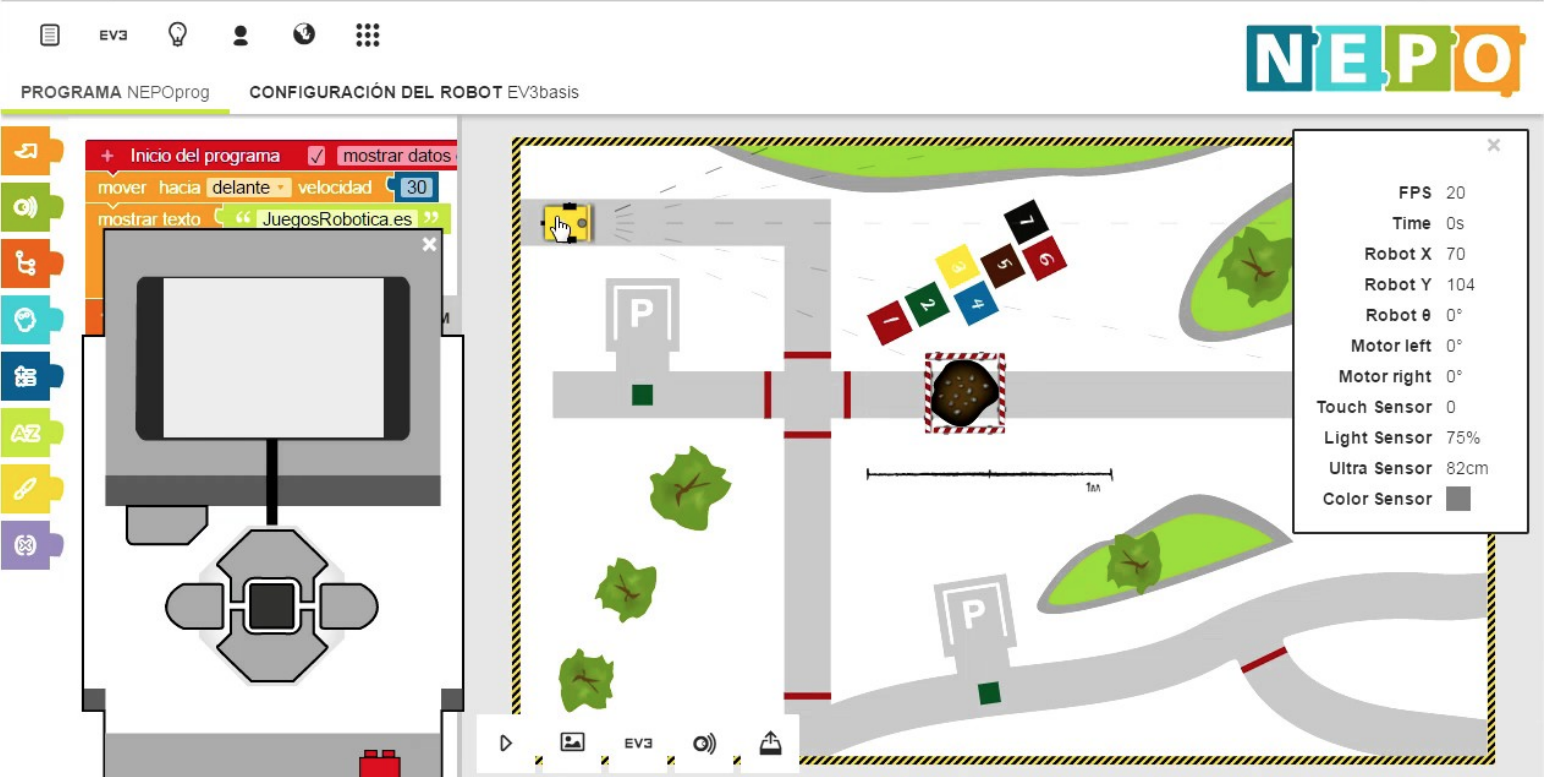 EV3
NEPO
PROGRAMA NEPOprog
CONFIGURACIÓN DEL ROBOT EV3basis
+ Inicio del programa ✓ mostrar datos
mover hacia delante velocidad 30
mostrar texto “ JuegosRobotica.es ”
M
AZ
P
1
2
3
4
5
6
7
1m
P
FPS 20
Time 0s
Robot X 70
Robot Y 104
Robot θ 0°
Motor left 0°
Motor right 0°
Touch Sensor 0
Light Sensor 75%
Ultra Sensor 82cm
Color Sensor
EV3